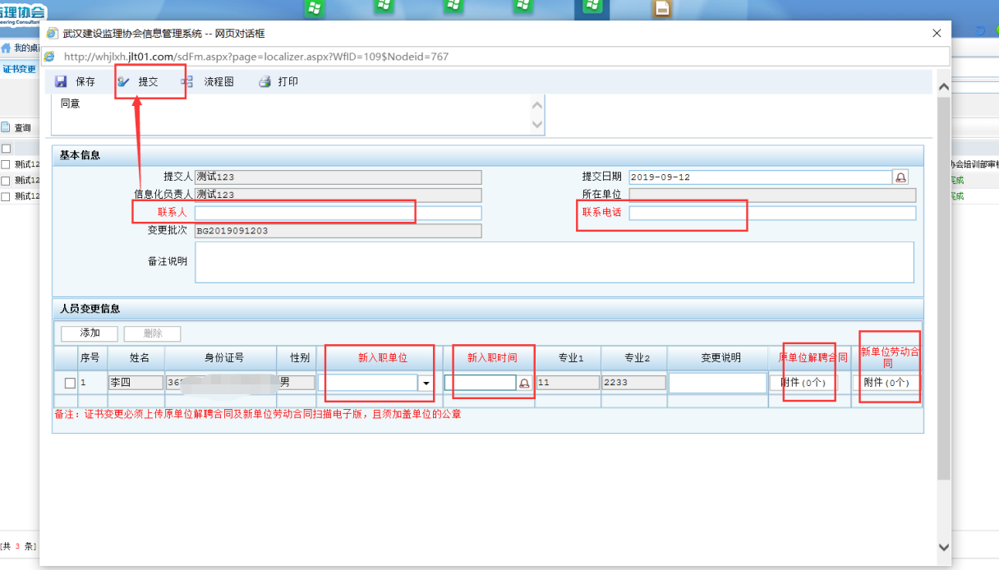 监理协会
eering Consultant
武汉建设监理协会信息管理系统 -- 网页对话框
我的桌面
http://whjlxh.jlt01.com/sdFm.aspx?page=localizer.aspx?WfID=109$Nodeid=767
证书变更
保存 提交 流程图 打印
同意
查询
基本信息
测试12
办会培训部审核
提交人 测试123 提交日期 2019-09-12
测试12
完成
信息化负责人 测试123 所在单位
测试12
完成
联系人 联系电话
变更批次 BG2019091203
备注说明
人员变更信息
添加 删除
序号 姓名 身份证号 性别 新入职单位 新入职时间 专业1 专业2 变更说明 原单位解聘合同 新单位劳动合同
1 李四 36 男 11 2233 附件(0个) 附件(0个)
备注：证书变更必须上传原单位解聘合同及新单位劳动合同扫描电子版，且须加盖单位的公章
[共 3 条]